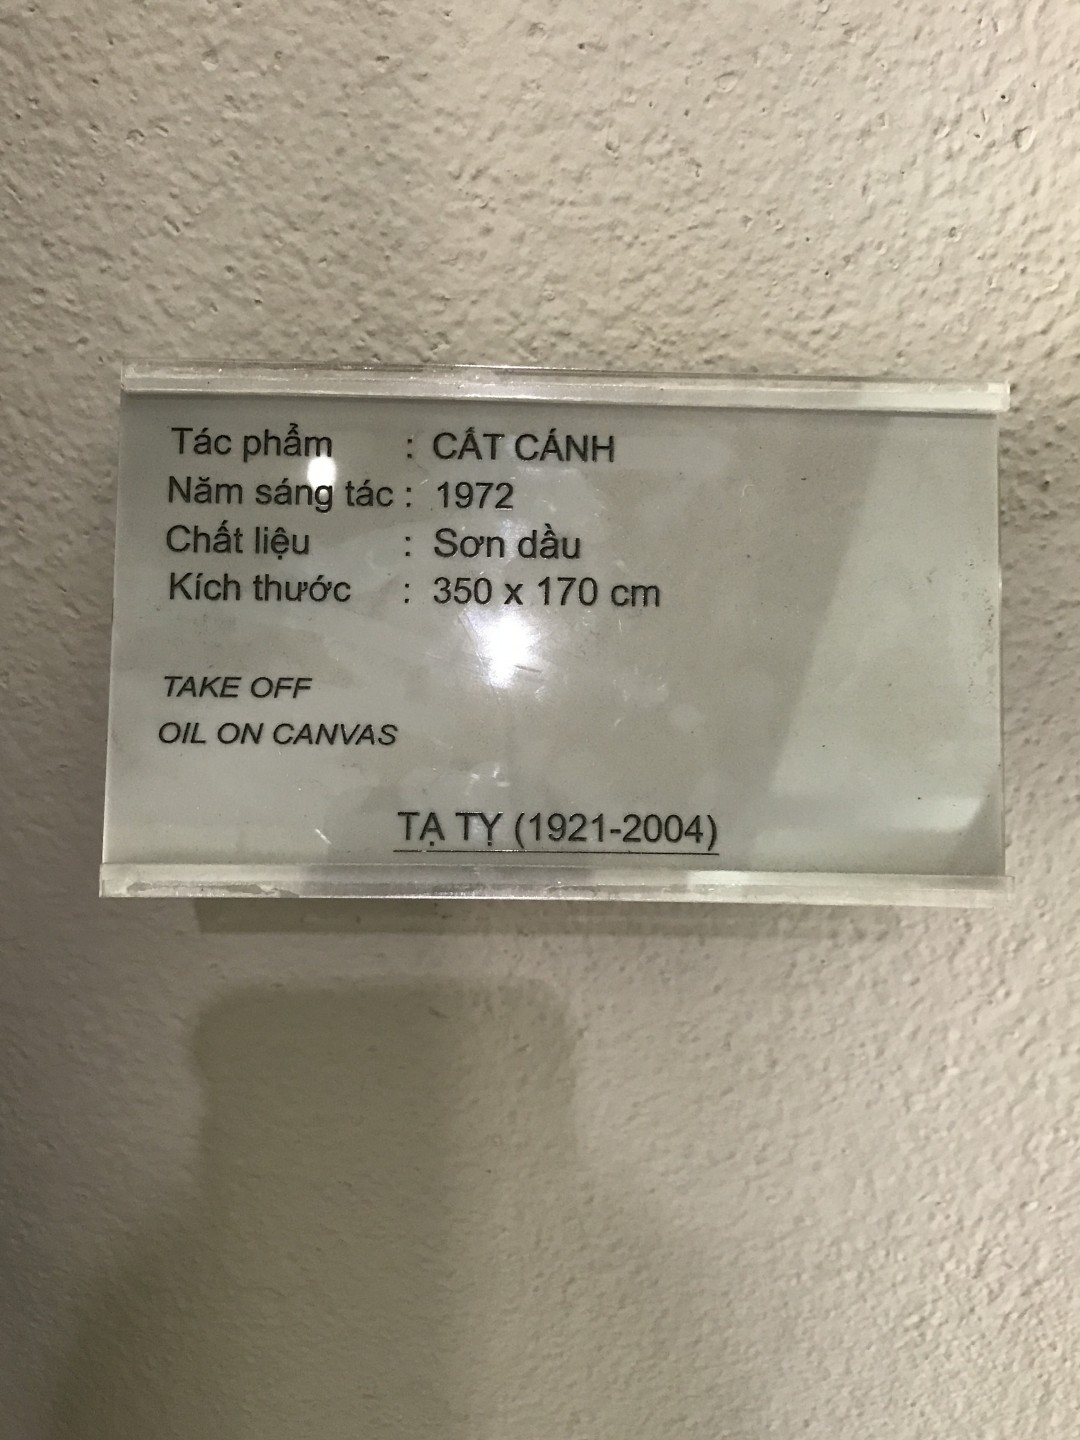 Tác phẩm : CẤT CÁNH
Năm sáng tác : 1972
Chất liệu : Sơn dầu
Kích thước : 350 x 170 cm
TAKE OFF
OIL ON CANVAS
TẠ TỴ (1921-2004)